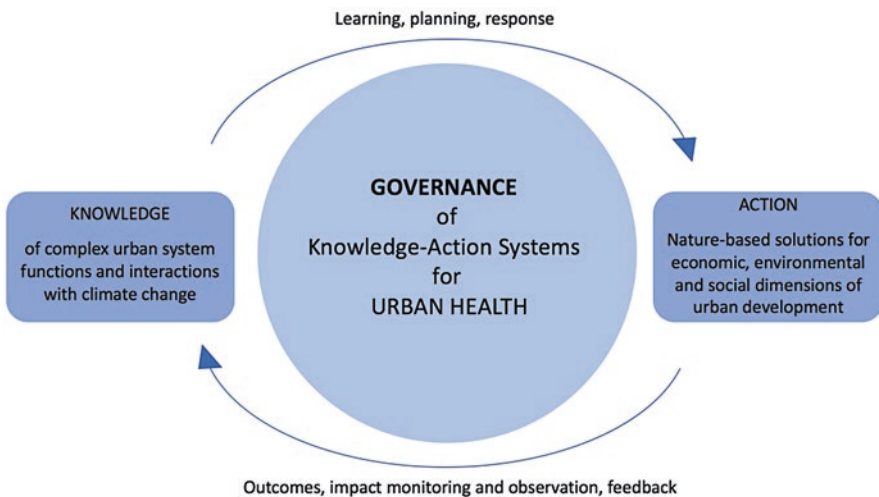 Learning, planning, response
KNOWLEDGE
of complex urban system
functions and interactions
with climate change
GOVERNANCE
of
Knowledge-Action Systems
for
URBAN HEALTH
ACTION
Nature-based solutions for
economic, environmental
and social dimensions of
urban development
Outcomes, impact monitoring and observation, feedback